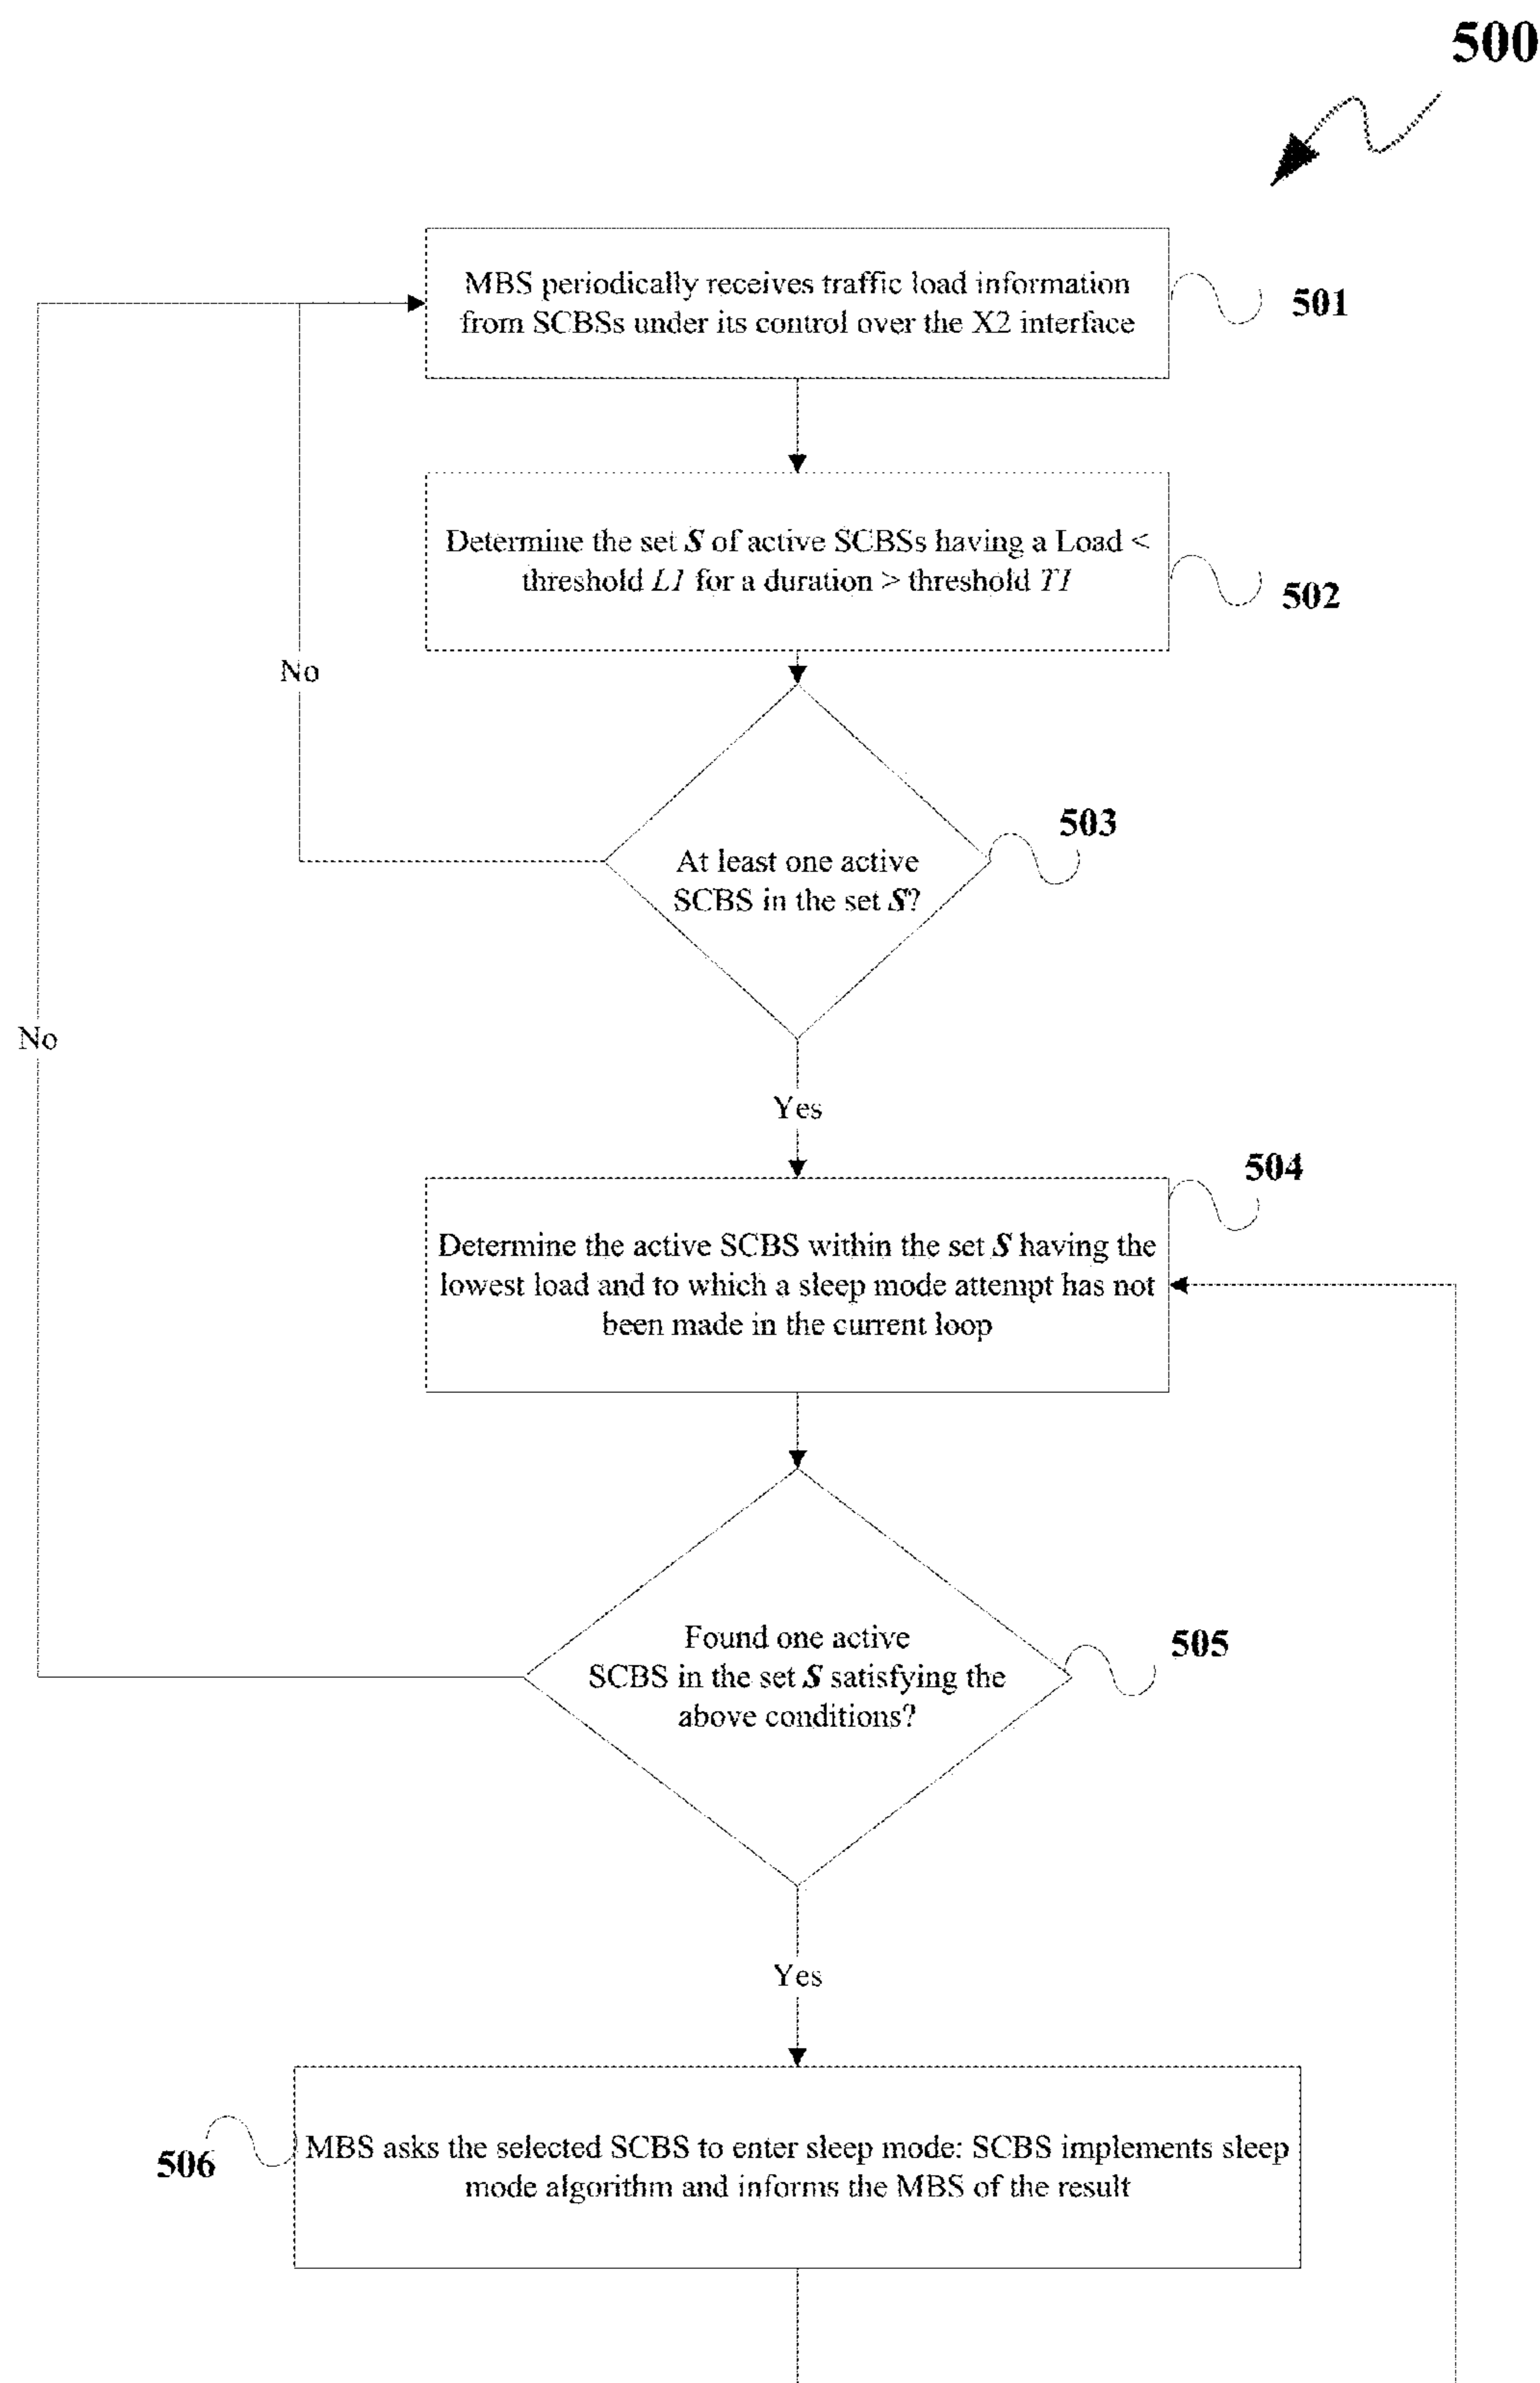 500
MBS periodically receives traffic load information
from SCBSs under its control over the X2 interface
501
Determine the set S of active SCBSs having a Load <
threshold L1 for a duration > threshold T1
502
No
503
At least one active
SCBS in the set S?
No
Yes
504
Determine the active SCBS within the set S having the
lowest load and to which a sleep mode attempt has not
been made in the current loop
505
Found one active
SCBS in the set S satisfying the
above conditions?
Yes
MBS asks the selected SCBS to enter sleep mode: SCBS implements sleep
506
mode algorithm and informs the MBS of the result